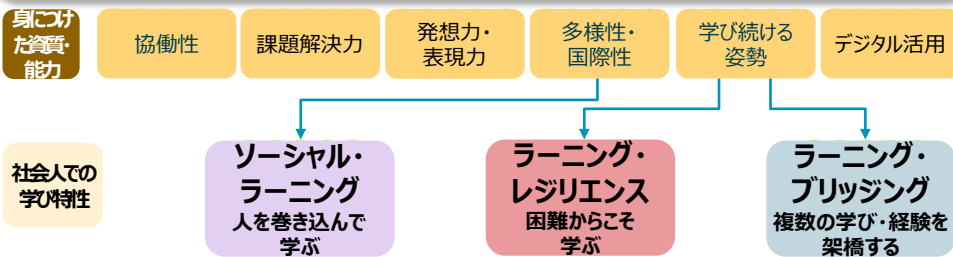 身につけ
た資質・
能力
協働性
課題解決力
発想力・
表現力
多様性・
国際性
学び続ける
姿勢
デジタル活用
社会人での
学び特性
ソーシャル・
ラーニング
人を巻き込んで
学ぶ
ラーニング・
レジリエンス
困難からこそ
学ぶ
ラーニング・
ブリッジング
複数の学び・経験を
架橋する